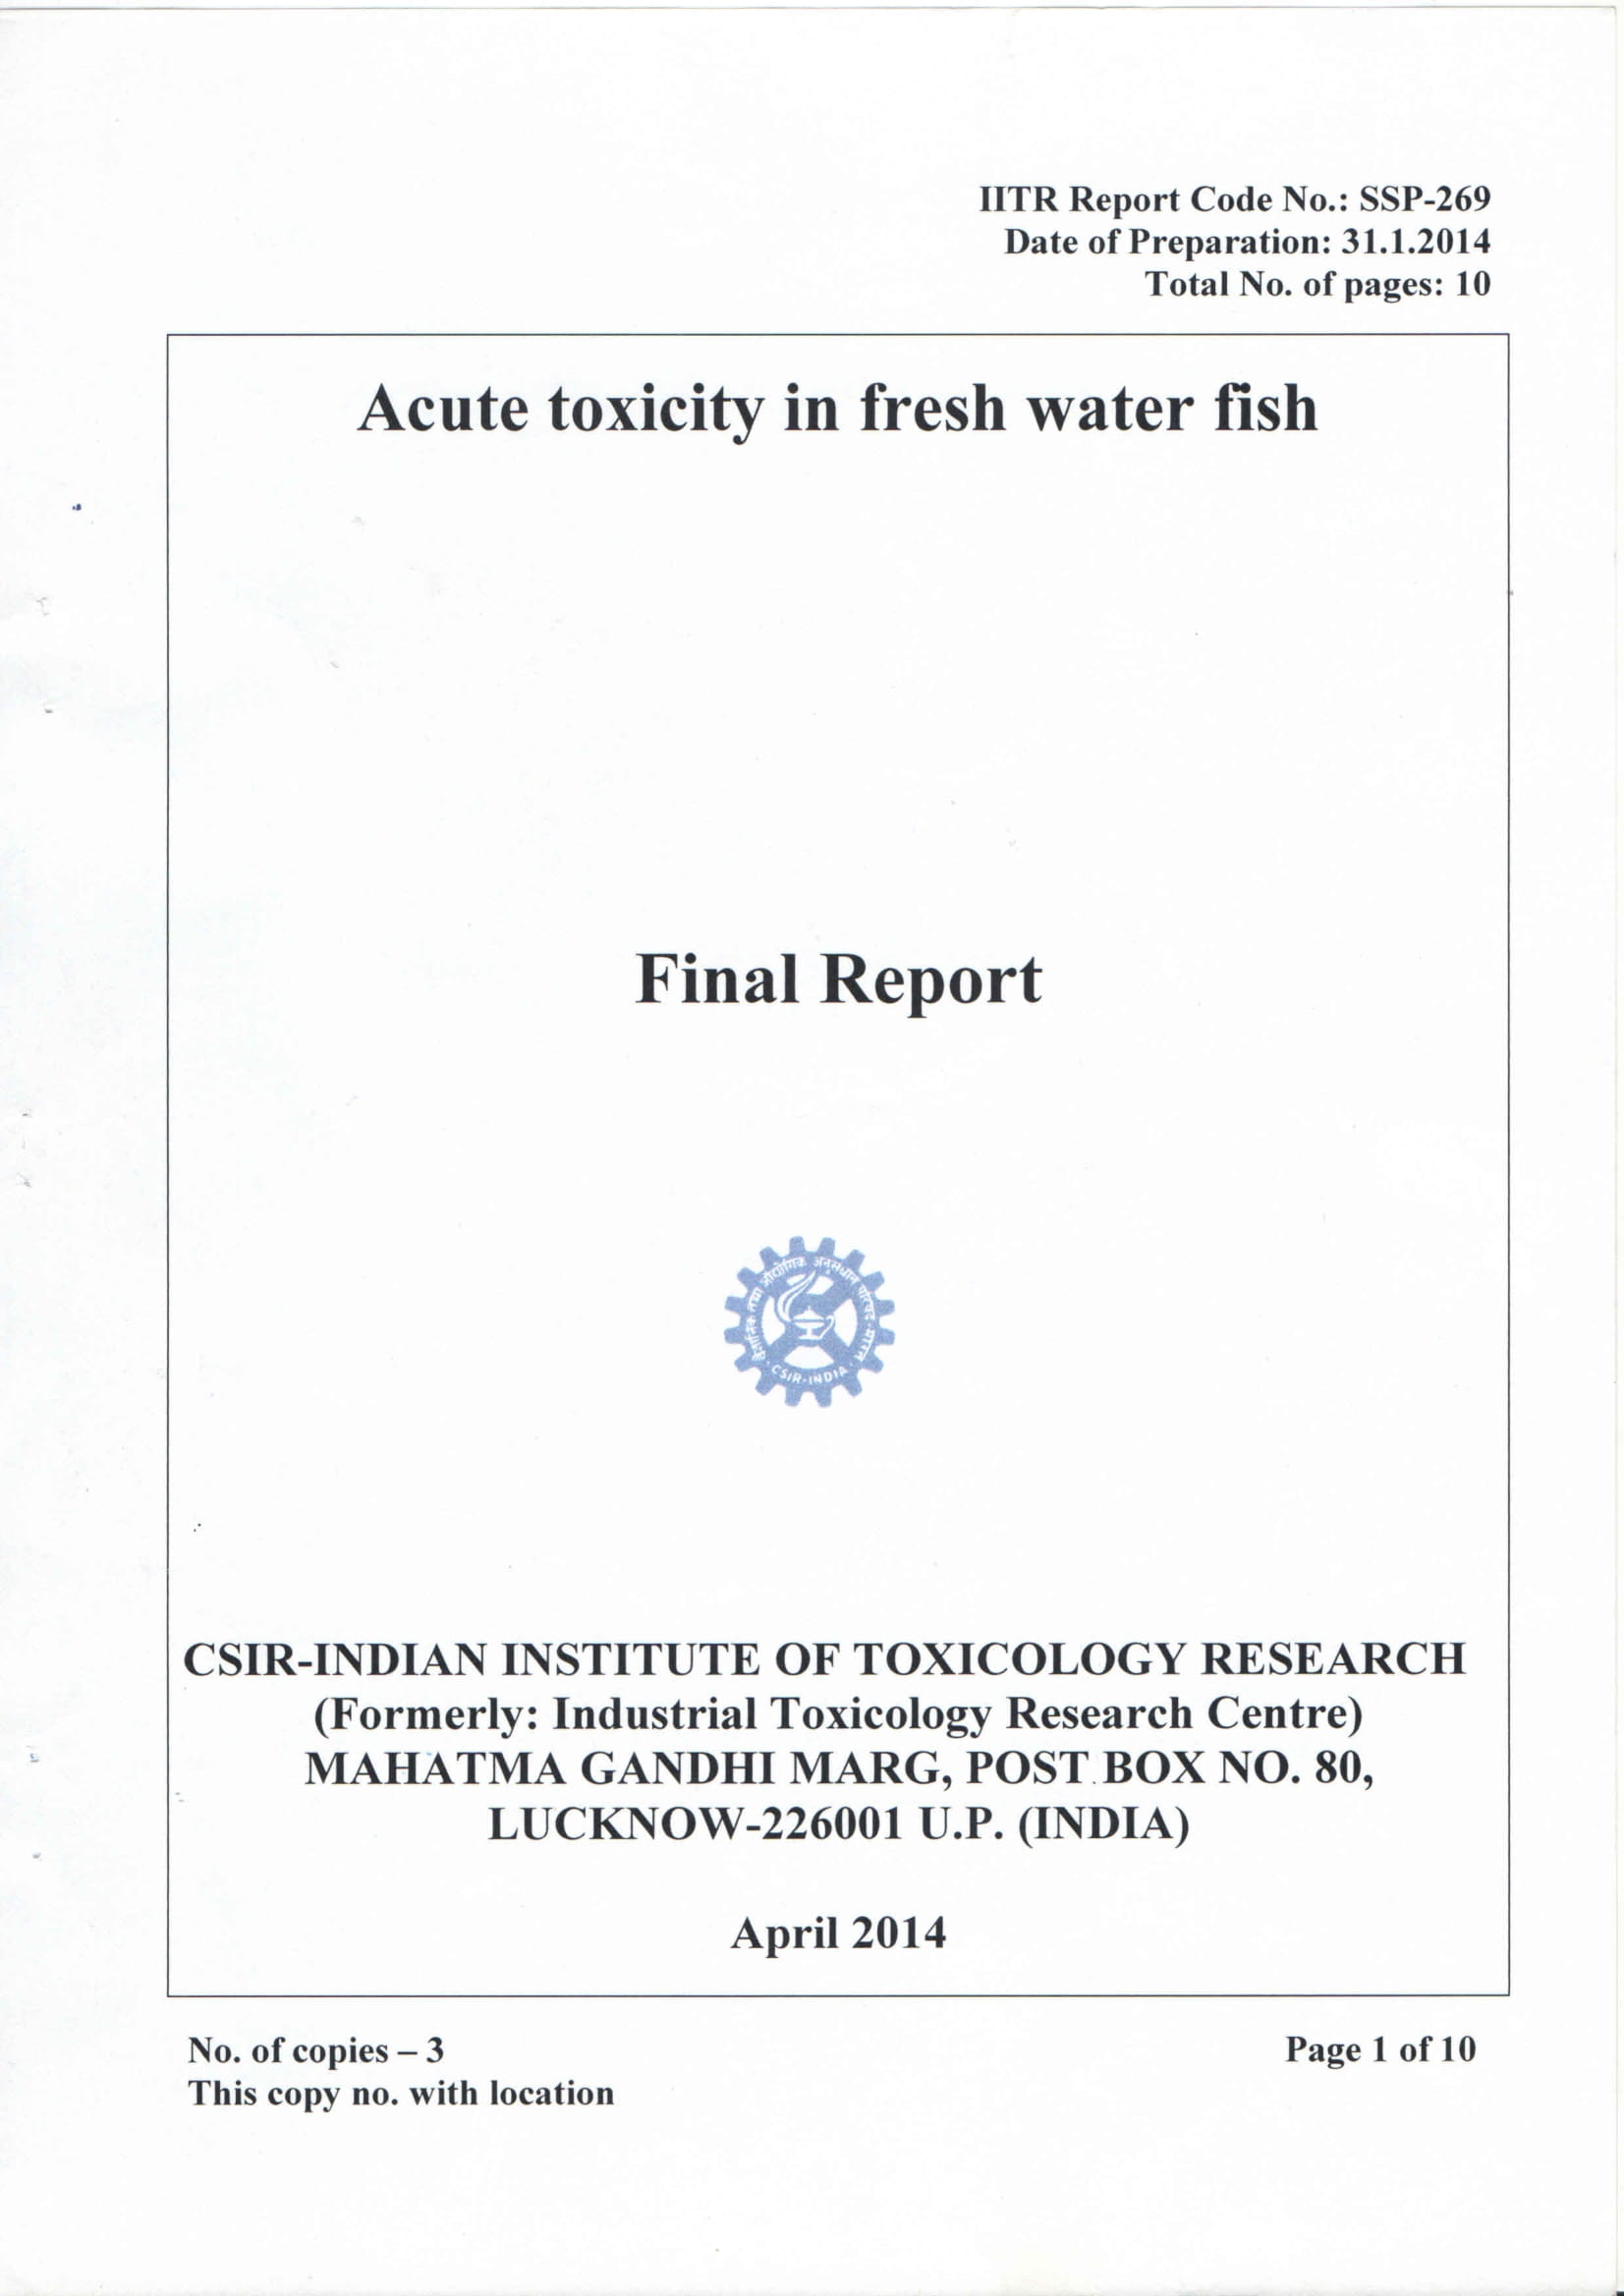 IITR Report Code No.: SSP-269
Date of Preparation: 31.1.2014
Total No. of pages: 10
Acute toxicity in fresh water fish
Final Report
वैज्ञानिक तथा औद्योगिक अनुसंधान परिषद-भारत
CSIR-INDIA
CSIR-INDIAN INSTITUTE OF TOXICOLOGY RESEARCH
(Formerly: Industrial Toxicology Research Centre)
MAHATMA GANDHI MARG, POST BOX NO. 80,
LUCKNOW-226001 U.P. (INDIA)
April 2014
No. of copies – 3
Page 1 of 10
This copy no. with location